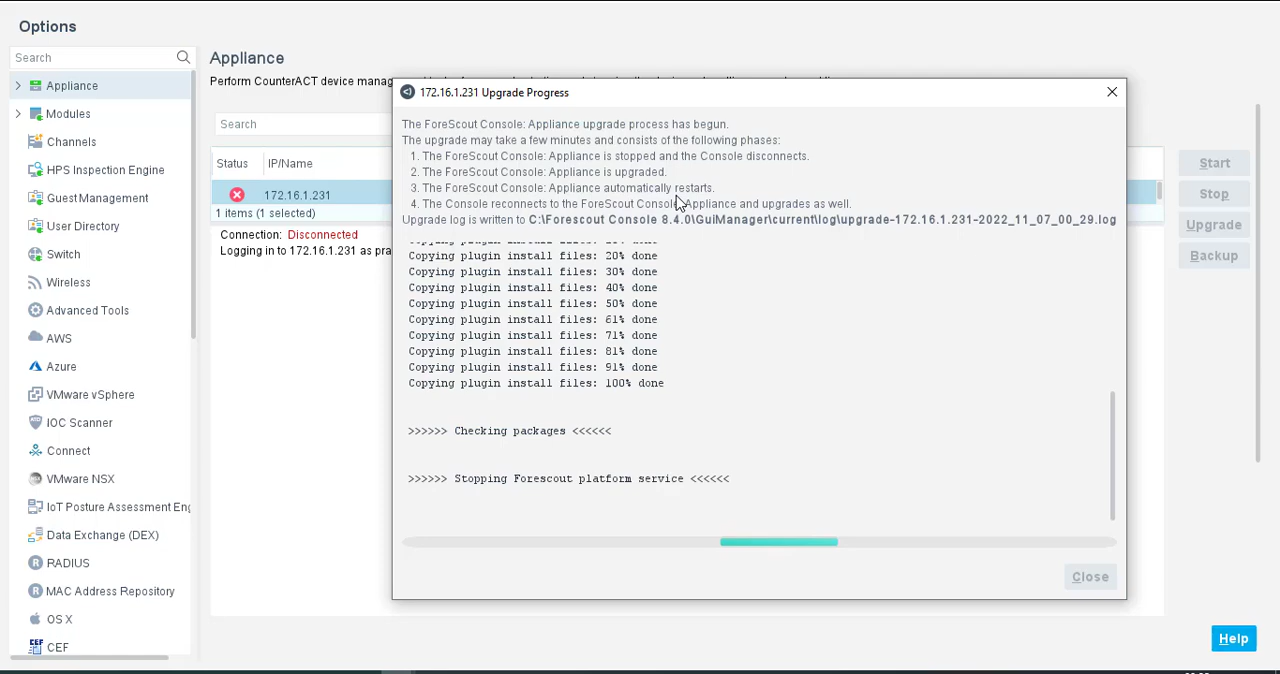 Options
Search
Appliance
Modules
Channels
HPS Inspection Engine
Guest Management
User Directory
Switch
Wireless
Advanced Tools
AWS
Azure
VMware vSphere
IOC Scanner
Connect
VMware NSX
IoT Posture Assessment Eng
Data Exchange (DEX)
RADIUS
MAC Address Repository
OS X
CEF
Appliance
Perform CounterACT device
Search
Status IP/Name
172.16.1.231
1 items (1 selected)
Connection: Disconnected
Logging in to 172.16.1.231 as
172.16.1.231 Upgrade Progress
The ForeScout Console: Appliance upgrade process has begun.
The upgrade may take a few minutes and consists of the following phases:
1. The ForeScout Console: Appliance is stopped and the Console disconnects.
2. The ForeScout Console: Appliance is upgraded.
3. The ForeScout Console: Appliance automatically restarts.
4. The Console reconnects to the ForeScout Console: Appliance and upgrades as well.
Upgrade log is written to C:\Forescout Console 8.4.0\GuiManager\current\log\upgrade-172.16.1.231-2022_11_07_00_29.log
Copying plugin install files: 20% done
Copying plugin install files: 30% done
Copying plugin install files: 40% done
Copying plugin install files: 50% done
Copying plugin install files: 61% done
Copying plugin install files: 71% done
Copying plugin install files: 81% done
Copying plugin install files: 91% done
Copying plugin install files: 100% done
>>>>>> Checking packages <<<<<<
>>>>>> Stopping Forescout platform service <<<<<<
Close
Start
Stop
Upgrade
Backup
Help